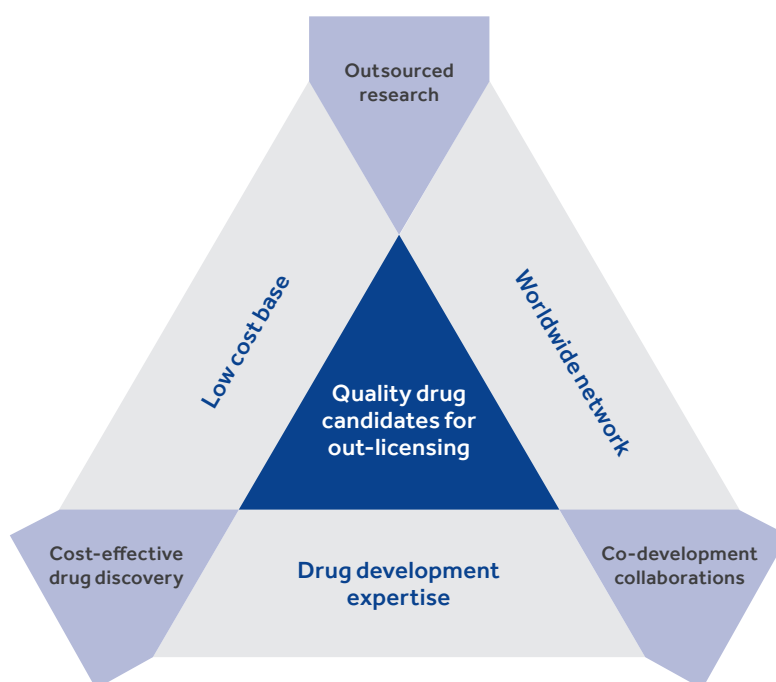 Outsourced
research
Low cost base
Worldwide network
Quality drug
candidates for
out-licensing
Cost-effective
drug discovery
Drug development
expertise
Co-development
collaborations